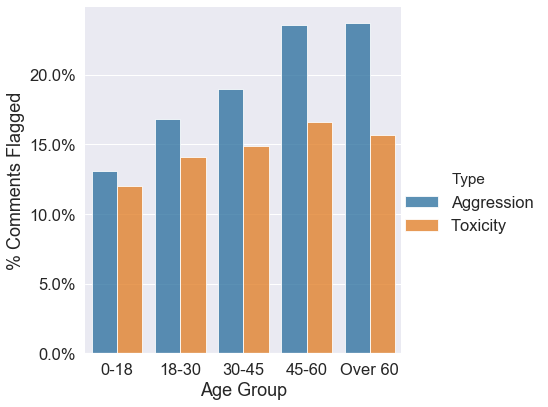 % Comments Flagged
20.0%
15.0%
10.0%
5.0%
0.0%
0-18 18-30 30-45 45-60 Over 60
Age Group
Type
Aggression
Toxicity